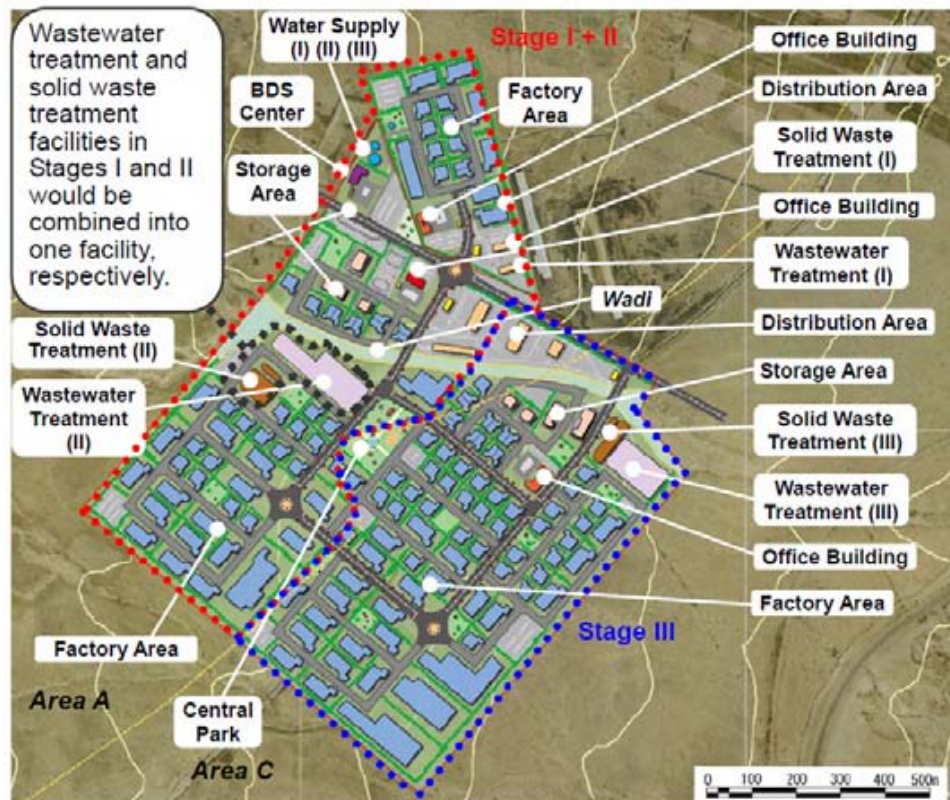 Wastewater
treatment and
solid waste
treatment
facilities in
Stages I and II
would be
combined into
one facility,
respectively.
Water Supply
(I) (II) (III)
Stage I + II
Office Building
BDS
Center
Factory
Area
Distribution Area
Storage
Area
Solid Waste
Treatment (I)
Office Building
Wastewater
Treatment (I)
Wadi
Distribution Area
Solid Waste
Treatment (II)
Storage Area
Wastewater
Treatment
(II)
Solid Waste
Treatment (III)
Wastewater
Treatment (III)
Office Building
Factory Area
Stage III
Factory Area
Area A
Central
Park
Area C
0 100 200 300 400 500m